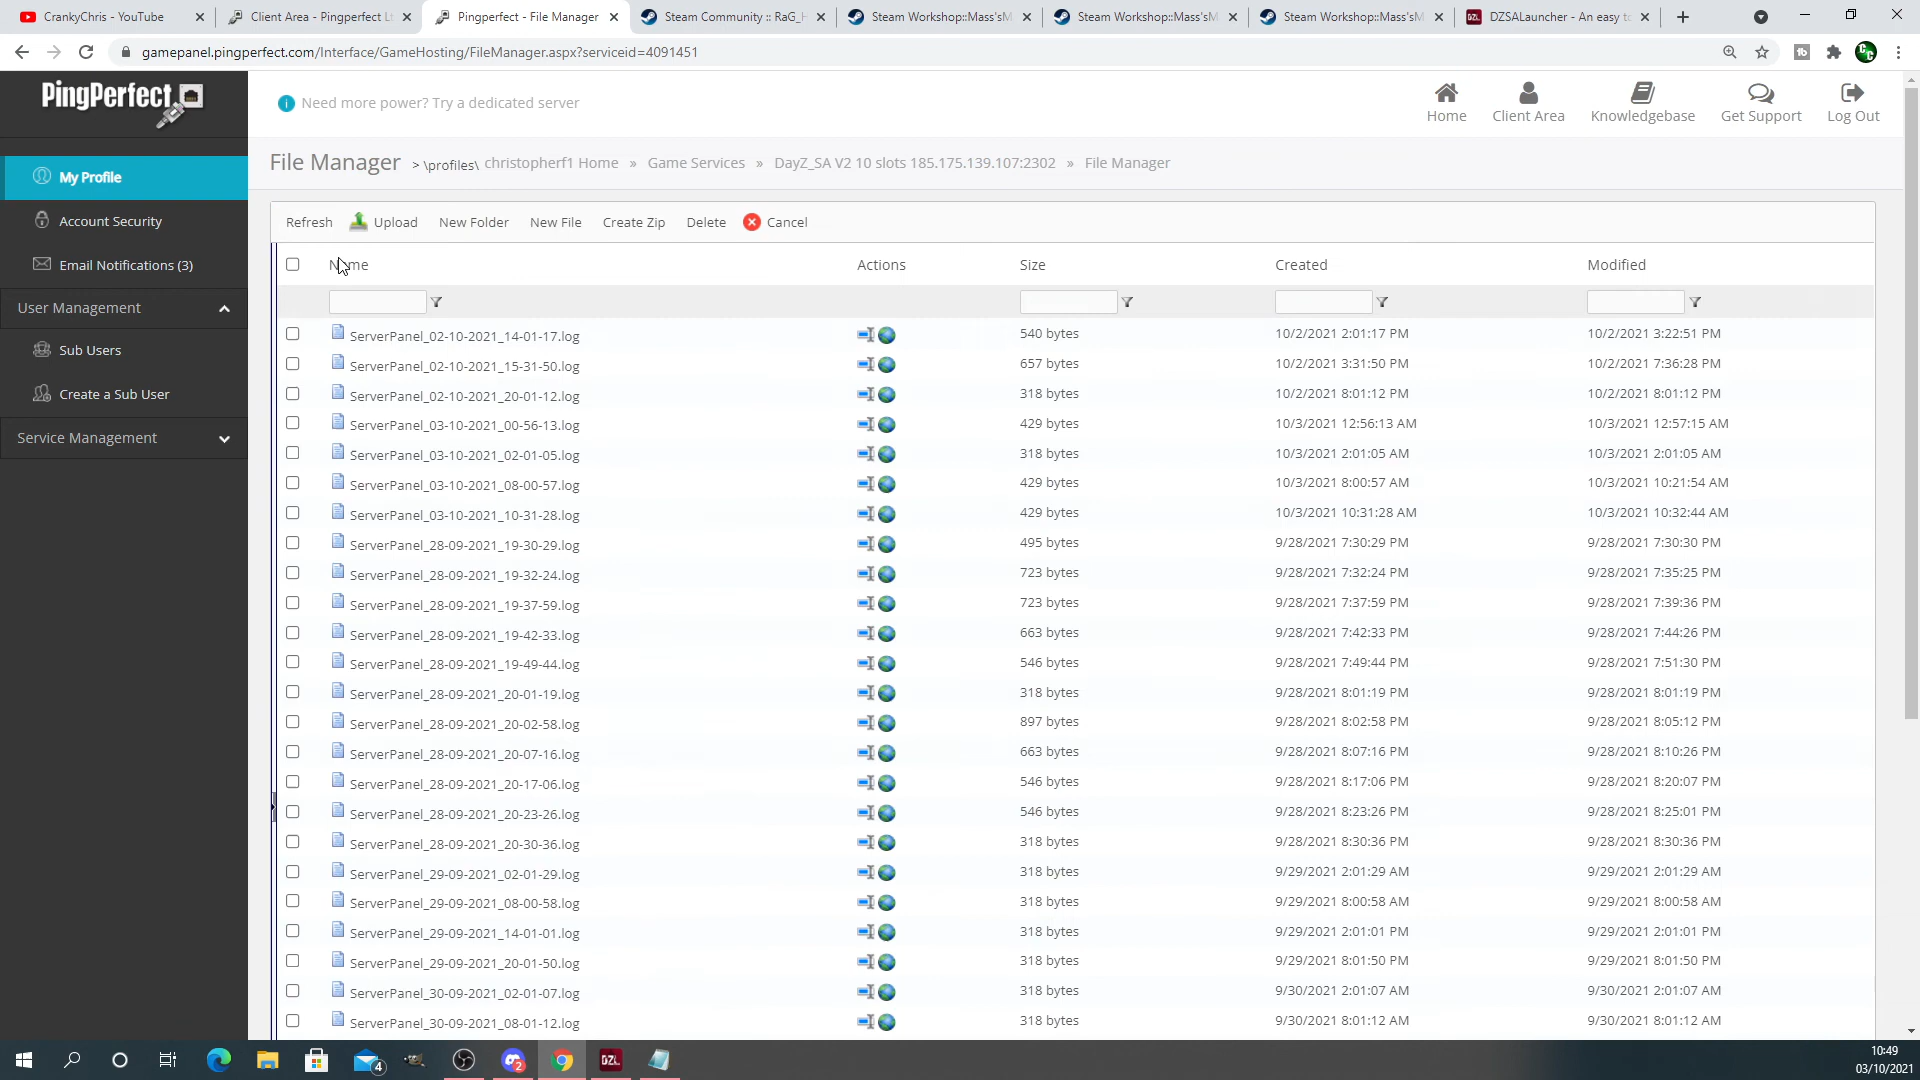 CrankyChris - YouTube
Client Area - Pingperfect Lt
Pingperfect - File Manager
Steam Community :: RaG_H
Steam Workshop::Mass'sM
Steam Workshop::Mass'sM
Steam Workshop::Mass'sM
DZSALauncher - An easy to
gamepanel.pingperfect.com/Interface/GameHosting/FileManager.aspx?serviceid=4091451
PingPerfect
Need more power? Try a dedicated server
Home
Client Area
Knowledgebase
Get Support
Log Out
My Profile
Account Security
Email Notifications (3)
User Management
Sub Users
Create a Sub User
Service Management
File Manager > \profiles\ christopherf1 Home » Game Services » DayZ_SA V2 10 slots 185.175.139.107:2302 » File Manager
Refresh Upload New Folder New File Create Zip Delete Cancel
Name Actions Size Created Modified
ServerPanel_02-10-2021_14-01-17.log 540 bytes 10/2/2021 2:01:17 PM 10/2/2021 3:22:51 PM
ServerPanel_02-10-2021_15-31-50.log 657 bytes 10/2/2021 3:31:50 PM 10/2/2021 7:36:28 PM
ServerPanel_02-10-2021_20-01-12.log 318 bytes 10/2/2021 8:01:12 PM 10/2/2021 8:01:12 PM
ServerPanel_03-10-2021_00-56-13.log 429 bytes 10/3/2021 12:56:13 AM 10/3/2021 12:57:15 AM
ServerPanel_03-10-2021_02-01-05.log 318 bytes 10/3/2021 2:01:05 AM 10/3/2021 2:01:05 AM
ServerPanel_03-10-2021_08-00-57.log 429 bytes 10/3/2021 8:00:57 AM 10/3/2021 10:21:54 AM
ServerPanel_03-10-2021_10-31-28.log 429 bytes 10/3/2021 10:31:28 AM 10/3/2021 10:32:44 AM
ServerPanel_28-09-2021_19-30-29.log 495 bytes 9/28/2021 7:30:29 PM 9/28/2021 7:30:30 PM
ServerPanel_28-09-2021_19-32-24.log 723 bytes 9/28/2021 7:32:24 PM 9/28/2021 7:35:25 PM
ServerPanel_28-09-2021_19-37-59.log 723 bytes 9/28/2021 7:37:59 PM 9/28/2021 7:39:36 PM
ServerPanel_28-09-2021_19-42-33.log 663 bytes 9/28/2021 7:42:33 PM 9/28/2021 7:44:26 PM
ServerPanel_28-09-2021_19-49-44.log 546 bytes 9/28/2021 7:49:44 PM 9/28/2021 7:51:30 PM
ServerPanel_28-09-2021_20-01-19.log 318 bytes 9/28/2021 8:01:19 PM 9/28/2021 8:01:19 PM
ServerPanel_28-09-2021_20-02-58.log 897 bytes 9/28/2021 8:02:58 PM 9/28/2021 8:05:12 PM
ServerPanel_28-09-2021_20-07-16.log 663 bytes 9/28/2021 8:07:16 PM 9/28/2021 8:10:26 PM
ServerPanel_28-09-2021_20-17-06.log 546 bytes 9/28/2021 8:17:06 PM 9/28/2021 8:20:07 PM
ServerPanel_28-09-2021_20-23-26.log 546 bytes 9/28/2021 8:23:26 PM 9/28/2021 8:25:01 PM
ServerPanel_28-09-2021_20-30-36.log 318 bytes 9/28/2021 8:30:36 PM 9/28/2021 8:30:36 PM
ServerPanel_29-09-2021_02-01-29.log 318 bytes 9/29/2021 2:01:29 AM 9/29/2021 2:01:29 AM
ServerPanel_29-09-2021_08-00-58.log 318 bytes 9/29/2021 8:00:58 AM 9/29/2021 8:00:58 AM
ServerPanel_29-09-2021_14-01-01.log 318 bytes 9/29/2021 2:01:01 PM 9/29/2021 2:01:01 PM
ServerPanel_29-09-2021_20-01-50.log 318 bytes 9/29/2021 8:01:50 PM 9/29/2021 8:01:50 PM
ServerPanel_30-09-2021_02-01-07.log 318 bytes 9/30/2021 2:01:07 AM 9/30/2021 2:01:07 AM
ServerPanel_30-09-2021_08-01-12.log 318 bytes 9/30/2021 8:01:12 AM 9/30/2021 8:01:12 AM
4
2
DZL
10:49
03/10/2021